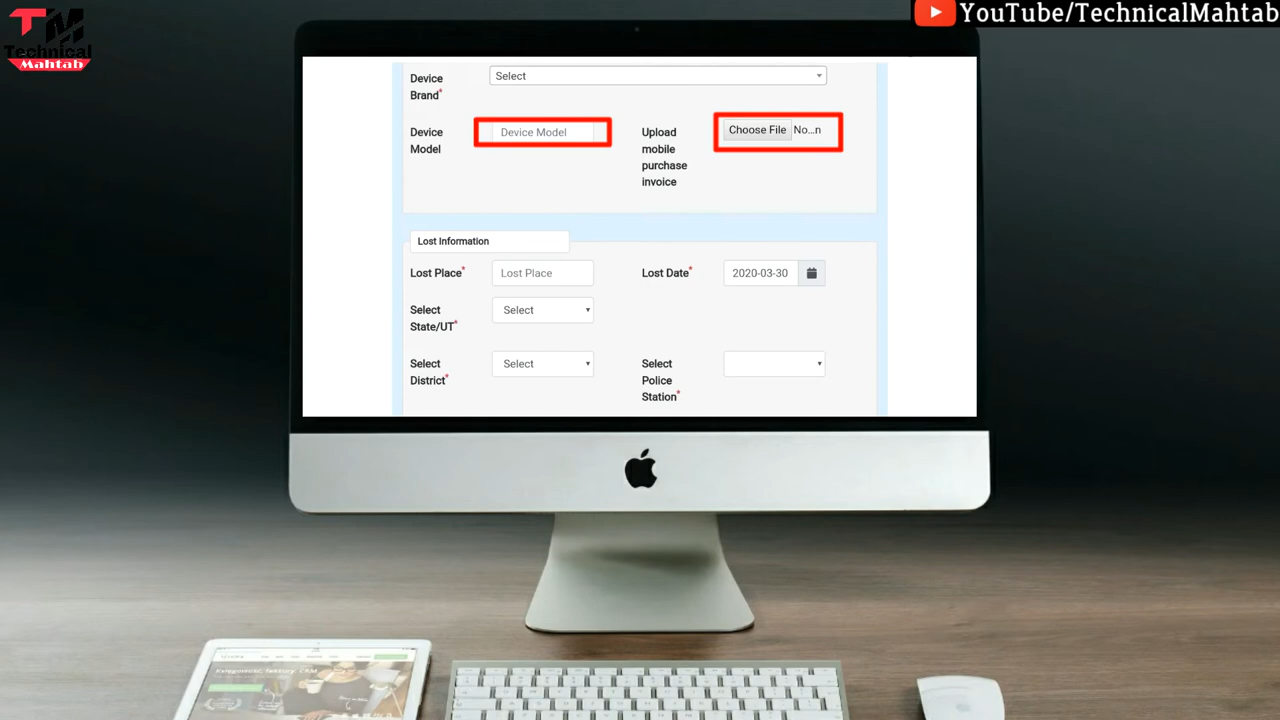 TM
Technical
Mahtab
YouTube/TechnicalMahtab
Device Brand*
Select
Device Model
Device Model
Upload mobile purchase invoice
Choose File No...n
Lost Information
Lost Place*
Lost Place
Lost Date*
2020-03-30
Select State/UT*
Select
Select District*
Select
Select Police Station*